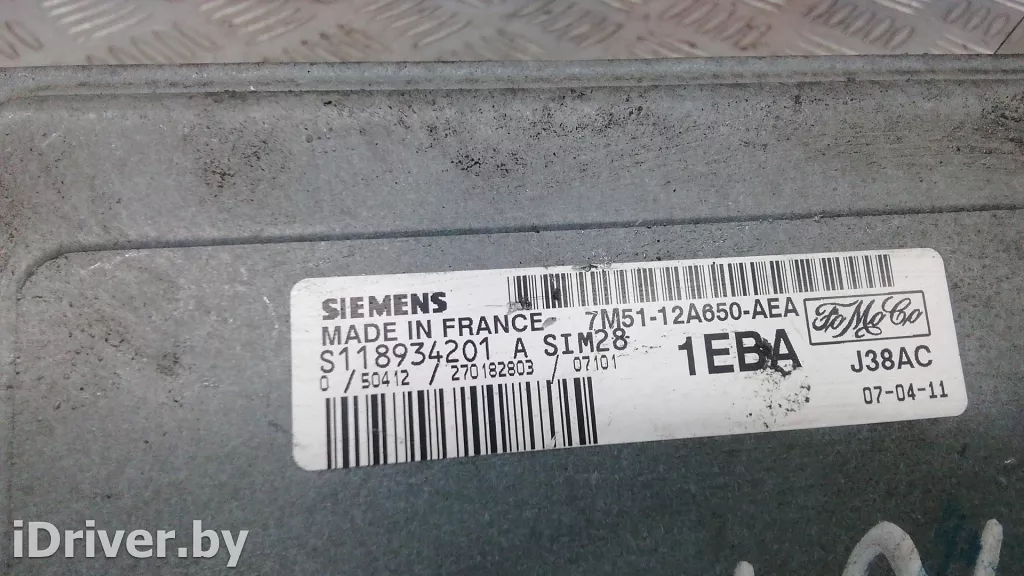 SIEMENS
MADE IN FRANCE
7M51-12A650-AEA
FoMoCo
S118934201 A SIM28
1EBA
J38AC
0 / 50412 / 270182803 / 07101
07-04-11
iDriver.by